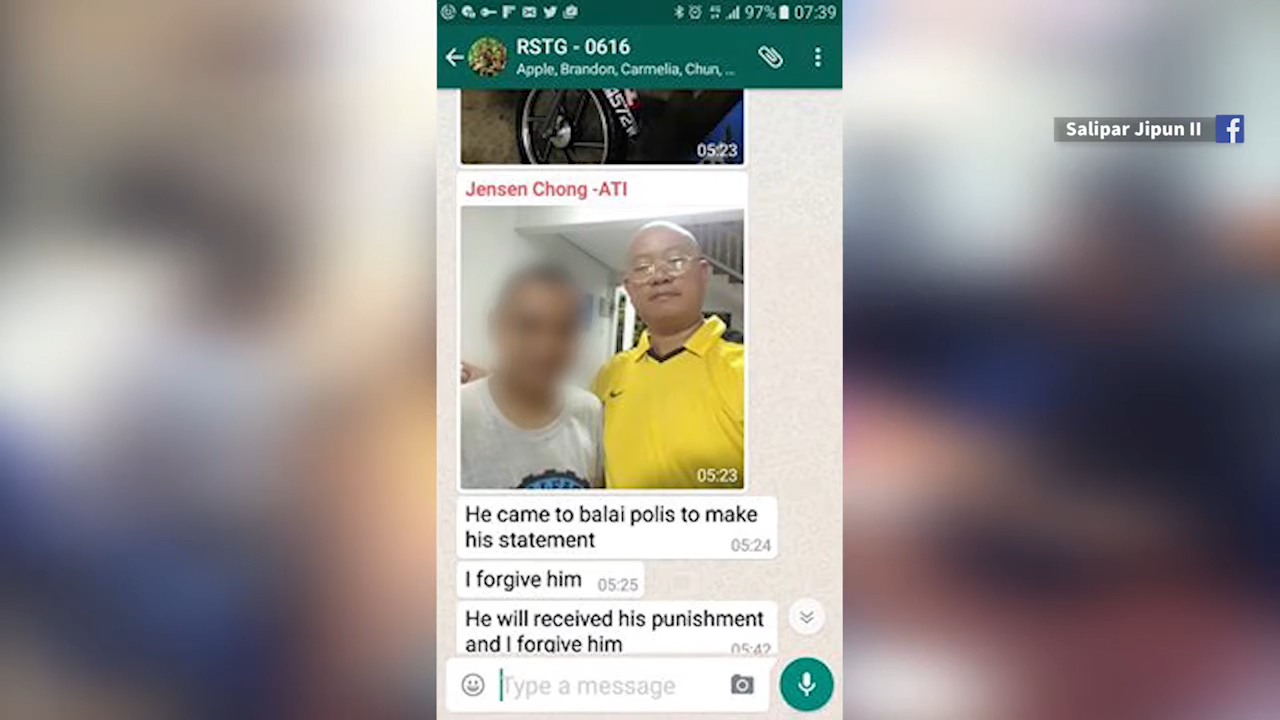 97% 07:39
RSTG - 0616
Apple, Brandon, Carmelia, Chun, ...
05:23
Salipar Jipun II
Jensen Chong -ATI
05:23
He came to balai polis to make
his statement
05:24
I forgive him 05:25
He will received his punishment
and I forgive him
05:42
Type a message